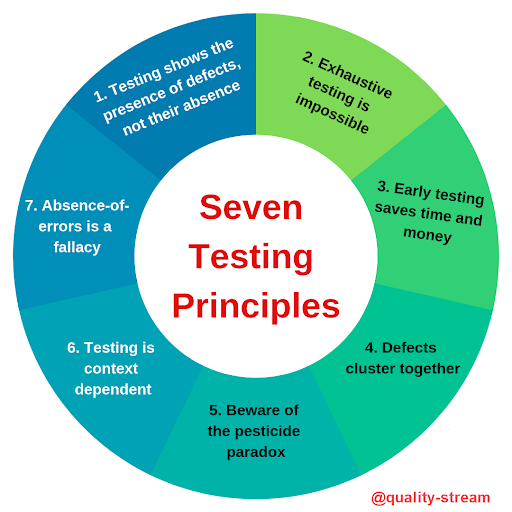 Seven
Testing
Principles
1. Testing shows the
presence of defects,
not their absence
2. Exhaustive
testing is
impossible
3. Early testing
saves time and
money
4. Defects
cluster together
5. Beware of
the pesticide
paradox
6. Testing is
context
dependent
7. Absence-of-
errors is a
fallacy
@quality-stream